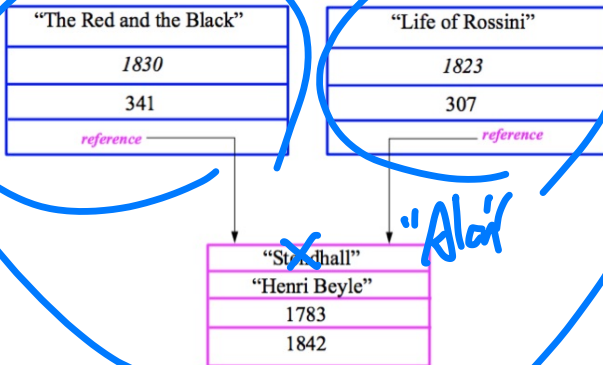 “The Red and the Black”
1830
341
reference
“Life of Rossini”
1823
307
reference
“Stendhall”
“Henri Beyle”
1783
1842